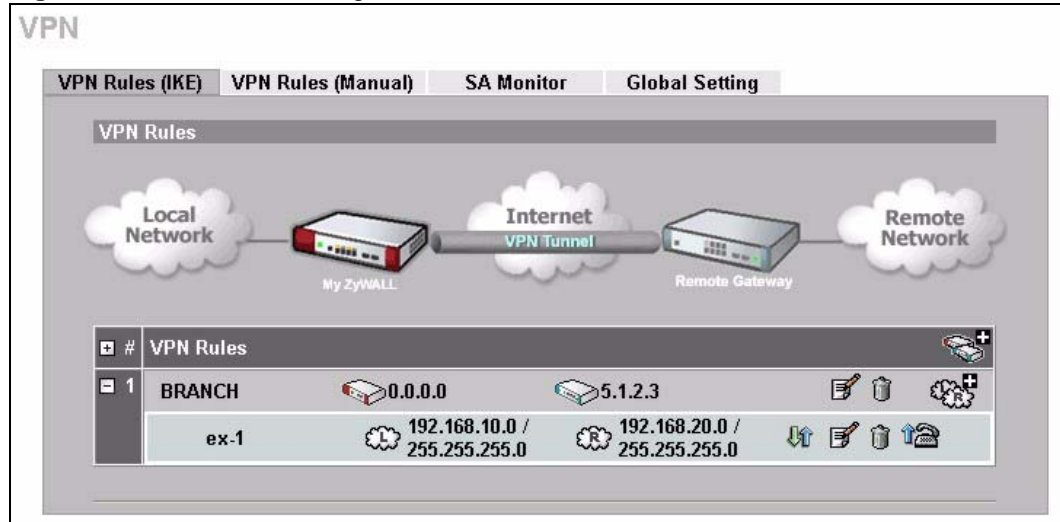 VPN
VPN Rules (IKE) VPN Rules (Manual) SA Monitor Global Setting
VPN Rules
Local Network
Internet
VPN Tunnel
Remote Network
My ZyWALL
Remote Gateway
# VPN Rules
1 BRANCH 0.0.0.0 5.1.2.3
R
ex-1 L 192.168.10.0 / 255.255.255.0 R 192.168.20.0 / 255.255.255.0